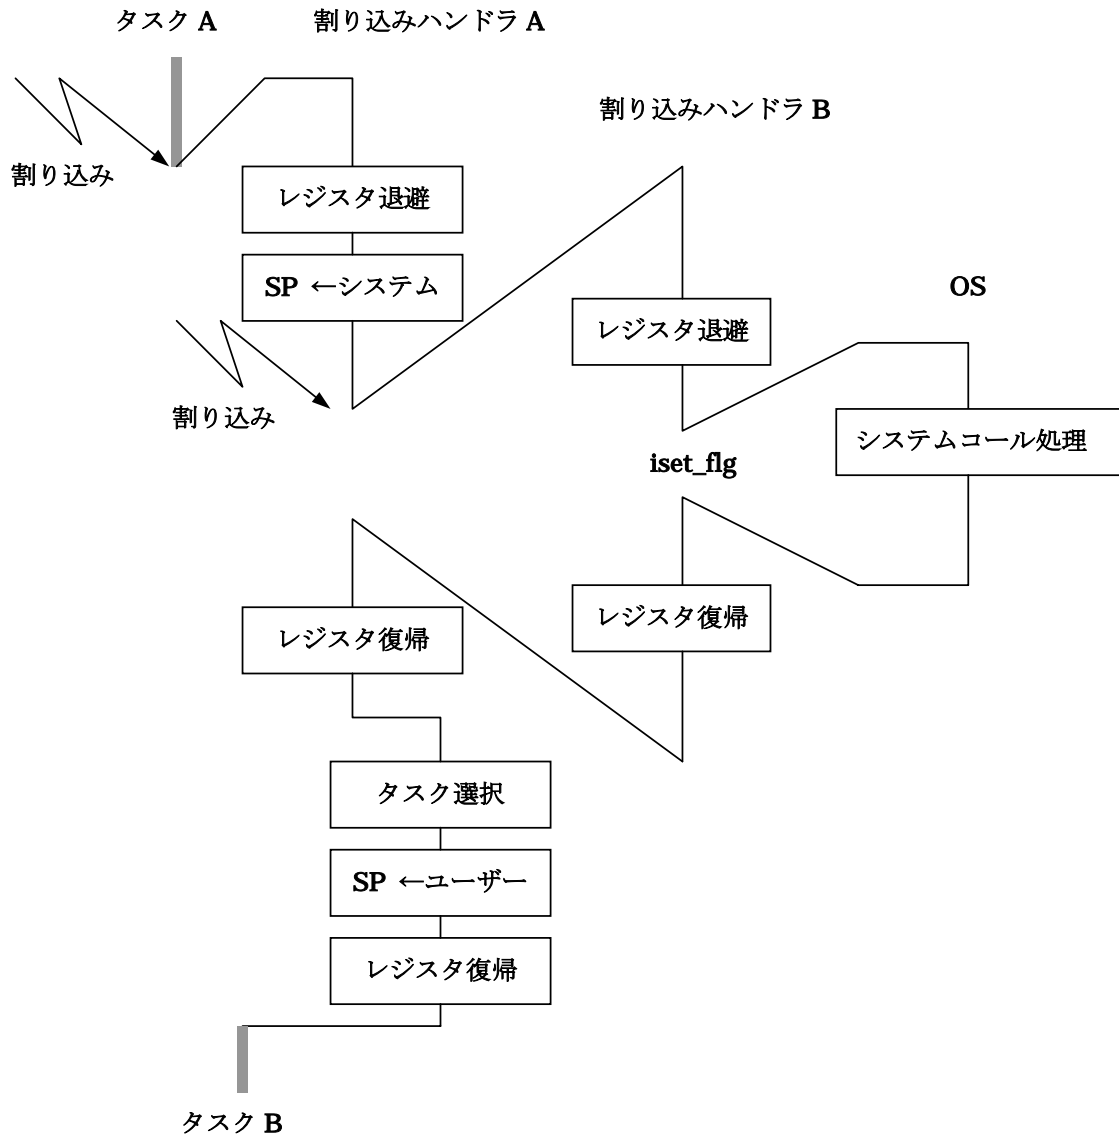 タスク A
割り込みハンドラ A
割り込みハンドラ B
割り込み
レジスタ退避
SP ←システム
OS
レジスタ退避
割り込み
システムコール処理
iset_flg
レジスタ復帰
レジスタ復帰
タスク選択
SP ←ユーザー
レジスタ復帰
タスク B